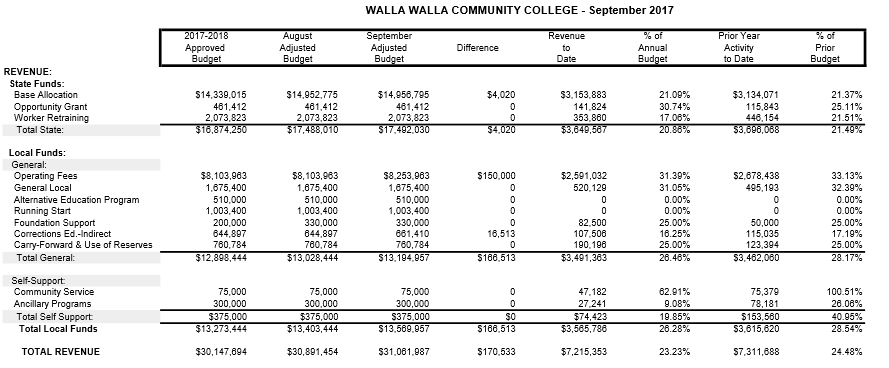 WALLA WALLA COMMUNITY COLLEGE - September 2017
2017-2018 August September Revenue % of Prior Year % of
Approved Adjusted Adjusted Difference to Annual Activity Prior
Budget Budget Budget Date Budget to Date Budget
REVENUE:
State Funds:
Base Allocation $14,339,015 $14,952,775 $14,956,795 $4,020 $3,153,883 21.09% $3,134,071 21.37%
Opportunity Grant 461,412 461,412 461,412 0 141,824 30.74% 115,843 25.11%
Worker Retraining 2,073,823 2,073,823 2,073,823 0 353,860 17.06% 446,154 21.51%
Total State: $16,874,250 $17,488,010 $17,492,030 $4,020 $3,649,567 20.86% $3,696,068 21.49%
Local Funds:
General:
Operating Fees $8,103,963 $8,103,963 $8,253,963 $150,000 $2,591,032 31.39% $2,678,438 33.13%
General Local 1,675,400 1,675,400 1,675,400 0 520,129 31.05% 495,193 32.39%
Alternative Education Program 510,000 510,000 510,000 0 0 0.00% 0 0.00%
Running Start 1,003,400 1,003,400 1,003,400 0 0 0.00% 0 0.00%
Foundation Support 200,000 330,000 330,000 0 82,500 25.00% 50,000 25.00%
Corrections Ed.-Indirect 644,897 644,897 661,410 16,513 107,506 16.25% 115,035 17.19%
Carry-Forward & Use of Reserves 760,784 760,784 760,784 0 190,196 25.00% 123,394 25.00%
Total General: $12,898,444 $13,028,444 $13,194,957 $166,513 $3,491,363 26.46% $3,462,060 28.17%
Self-Support:
Community Service 75,000 75,000 75,000 0 47,182 62.91% 75,379 100.51%
Ancillary Programs 300,000 300,000 300,000 0 27,241 9.08% 78,181 26.06%
Total Self Support: $375,000 $375,000 $375,000 $0 $74,423 19.85% $153,560 40.95%
Total Local Funds $13,273,444 $13,403,444 $13,569,957 $166,513 $3,565,786 26.28% $3,615,620 28.54%
TOTAL REVENUE $30,147,694 $30,891,454 $31,061,987 $170,533 $7,215,353 23.23% $7,311,688 24.48%